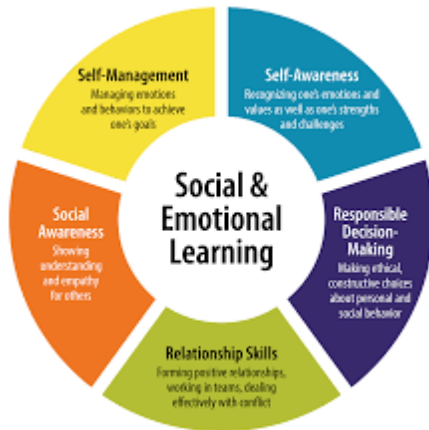 Self-Management
Managing emotions
and behaviors to achieve
one's goals
Self-Awareness
Recognizing one's emotions and
values as well as one's strengths
and challenges
Social &
Emotional
Learning
Social
Awareness
Showing
understanding
and empathy
for others
Responsible
Decision-
Making
Making ethical,
constructive choices
about personal and
social behavior
Relationship Skills
Forming positive relationships,
working in teams, dealing
effectively with conflict